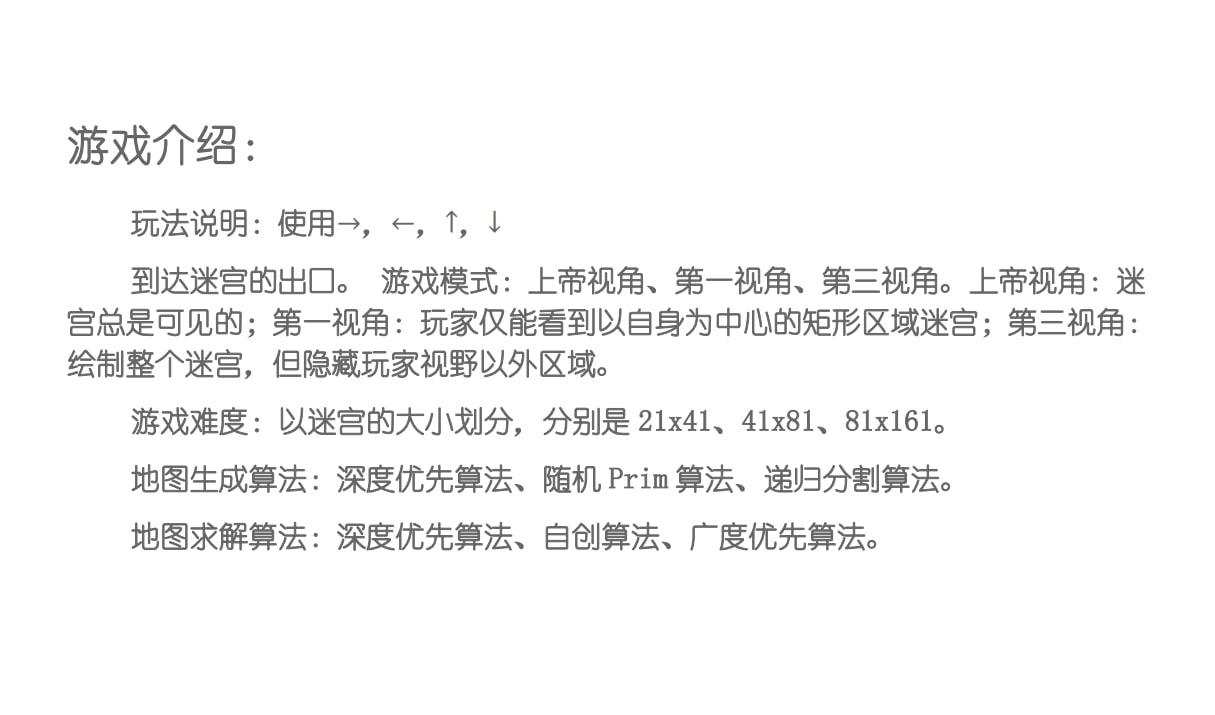 游戏介绍：
玩法说明：使用→，←，↑，↓
到达迷宫的出口。 游戏模式：上帝视角、第一视角、第三视角。上帝视角：迷
宫总是可见的；第一视角：玩家仅能看到以自身为中心的矩形区域迷宫；第三视角：
绘制整个迷宫，但隐藏玩家视野以外区域。
游戏难度：以迷宫的大小划分，分别是 21x41、41x81、81x161。
地图生成算法：深度优先算法、随机 Prim 算法、递归分割算法。
地图求解算法：深度优先算法、自创算法、广度优先算法。